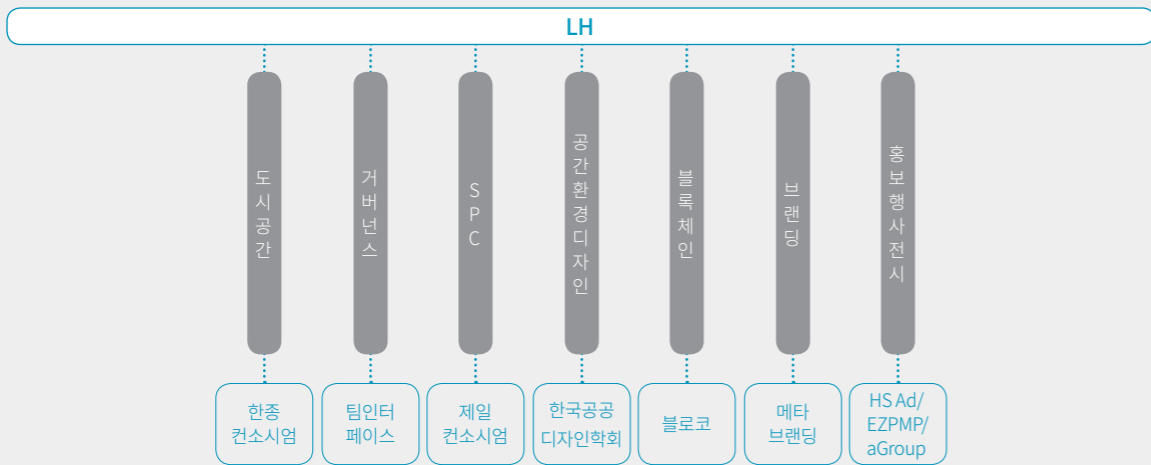 LH
도시공간
거버넌스
SPC
공간환경디자인
블록체인
브랜딩
홍보행사전시
한종
컨소시엄
팀인터
페이스
제일
컨소시엄
한국공공
디자인학회
블로코
메타
브랜딩
HS Ad/
EZPMP/
aGroup